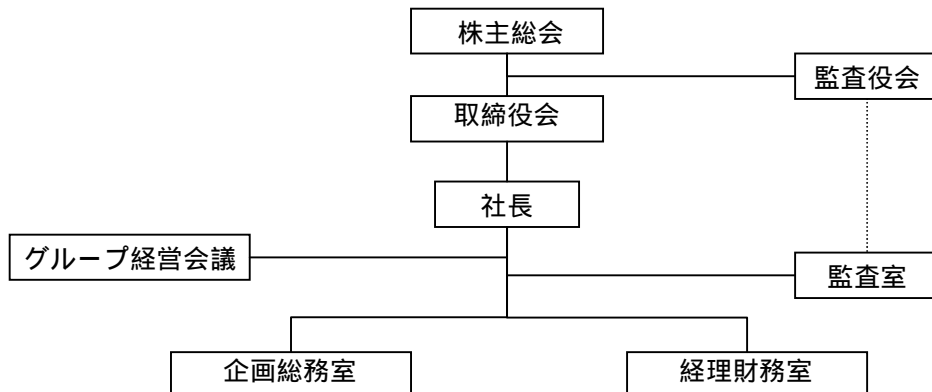 株主総会
監査役会
取締役会
社長
グループ経営会議
監査室
企画総務室
経理財務室